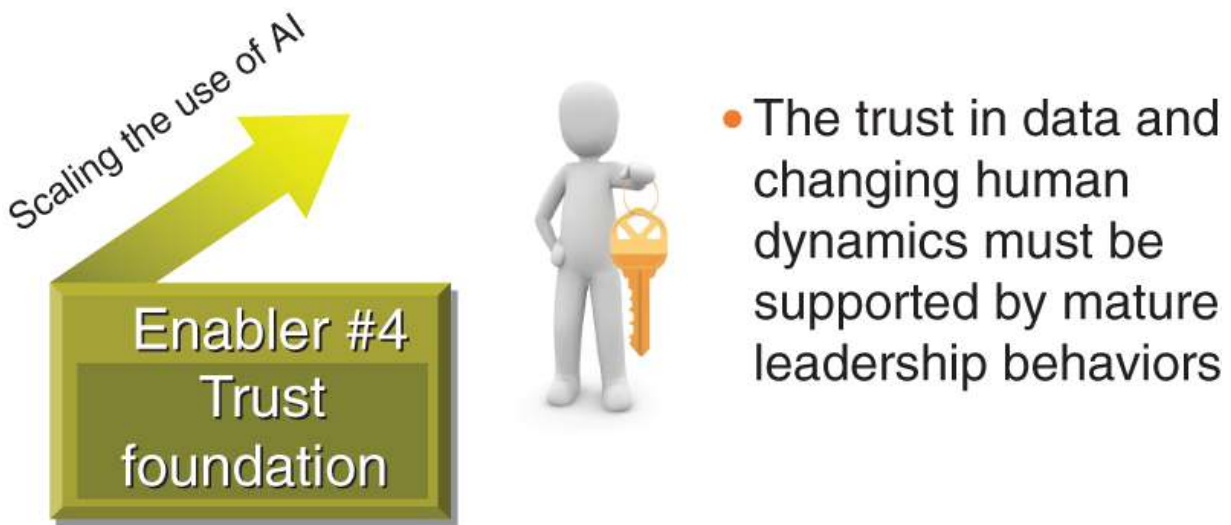 Scaling the use of AI
Enabler #4
Trust
foundation
• The trust in data and
changing human
dynamics must be
supported by mature
leadership behaviors